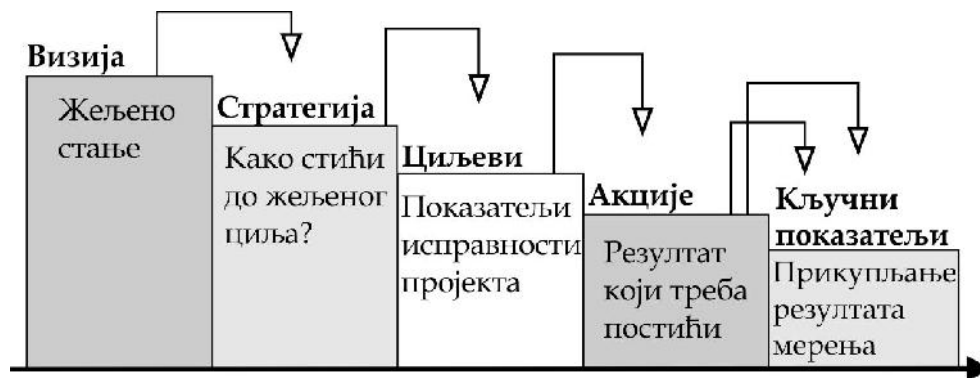 Визија
Жељено
стање
Стратегија
Како стићи
до жељеног
циља?
Циљеви
Показатељи
исправности
пројекта
Акције
Резултат
који треба
постићи
Кључни
показатељи
Прикупљање
резултата
мерења